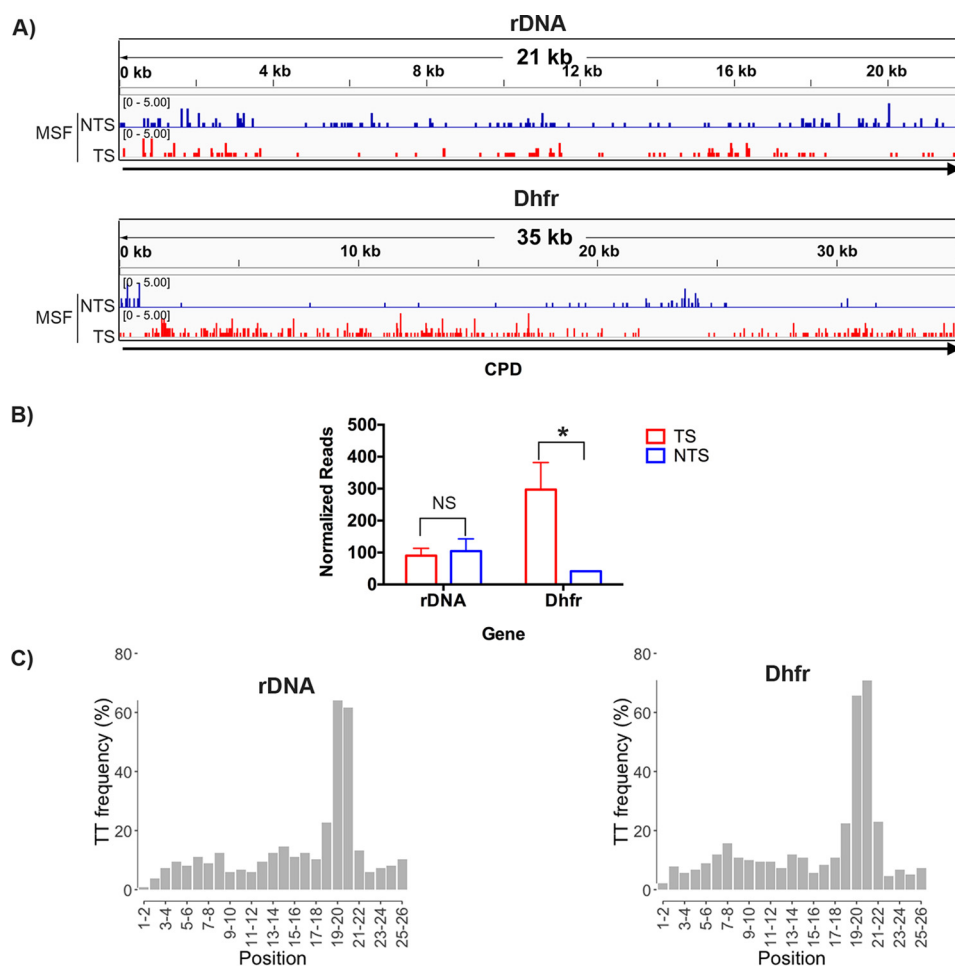 A)
rDNA
21 kb
0 kb 4 kb 8 kb 12 kb 16 kb 20 kb
[0 - 5.00]
MSF NTS
[0 - 5.00]
TS
Dhfr
35 kb
0 kb 10 kb 20 kb 30 kb
[0 - 5.00]
MSF NTS
[0 - 5.00]
TS
CPD
B)
Normalized Reads
500
400
300
200
100
0
NS
*
TS
NTS
rDNA Dhfr
Gene
C)
rDNA
TT frequency (%)
80
60
40
20
0
1-2 3-4 5-6 7-8 9-10 11-12 13-14 15-16 17-18 19-20 21-22 23-24 25-26
Position
Dhfr
TT frequency (%)
80
60
40
20
0
1-2 3-4 5-6 7-8 9-10 11-12 13-14 15-16 17-18 19-20 21-22 23-24 25-26
Position